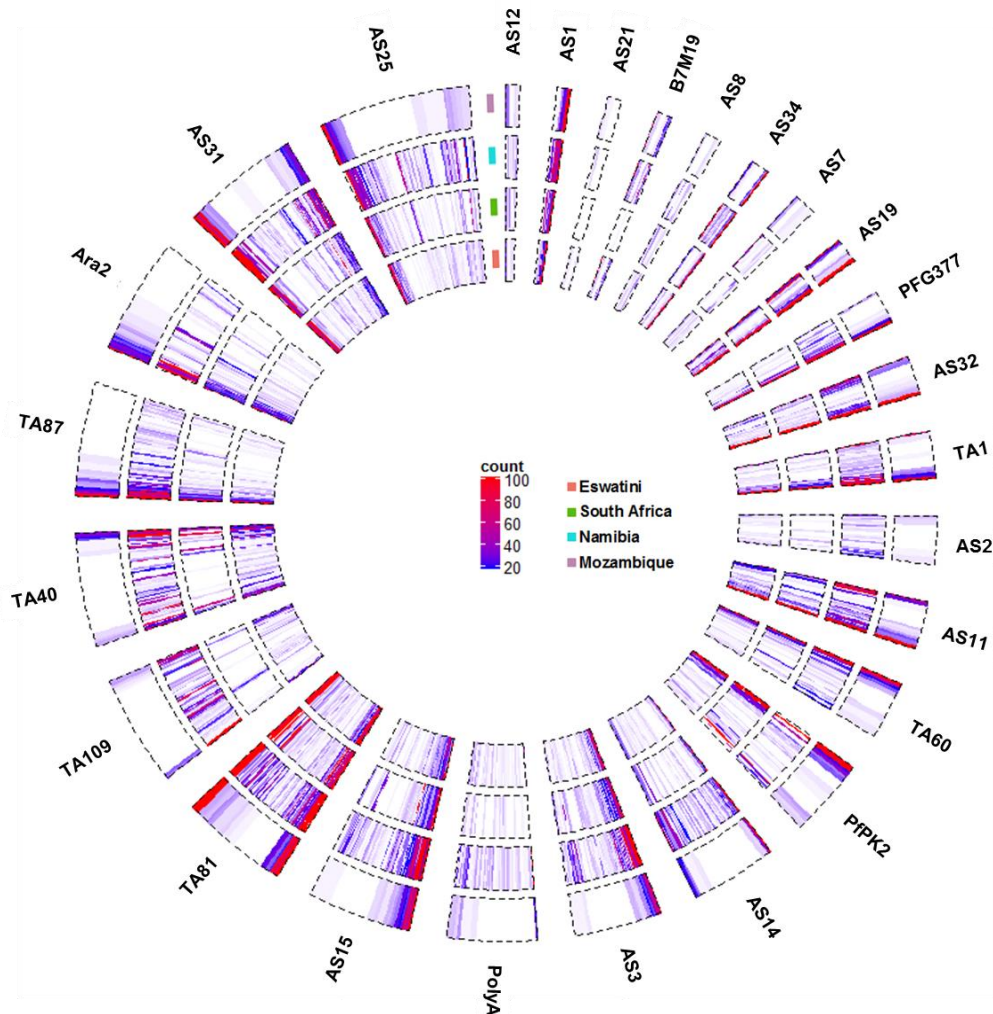 AS12
AS1
AS21
B7M19
AS8
AS34
AS7
AS19
PFG377
AS32
TA1
AS2
AS11
TA60
PfPK2
AS14
AS3
PolyA
AS15
TA81
TA109
TA40
TA87
Ara2
AS31
AS25
count
100
80
60
40
20
Eswatini
South Africa
Namibia
Mozambique